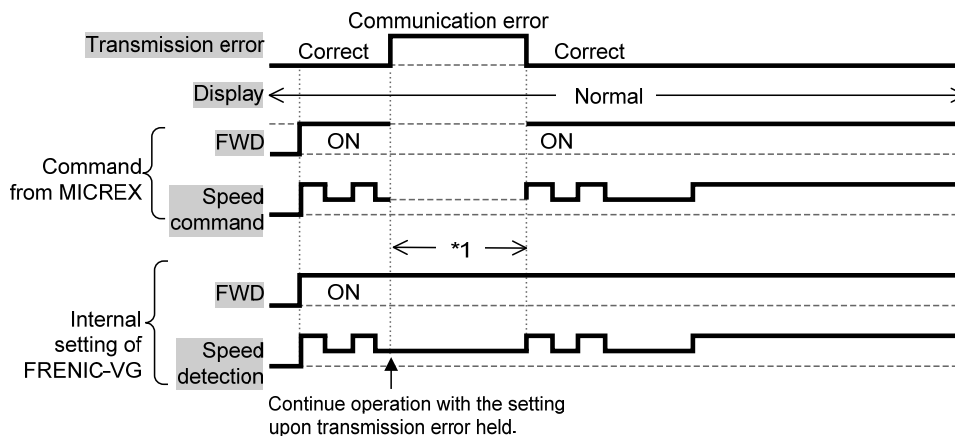 Communication error
Transmission error
Correct
Correct
Display
Normal
FWD
ON
ON
Command
from MICREX
Speed
command
*1
FWD
ON
Internal
setting of
FRENIC-VG
Speed
detection
Continue operation with the setting
upon transmission error held.